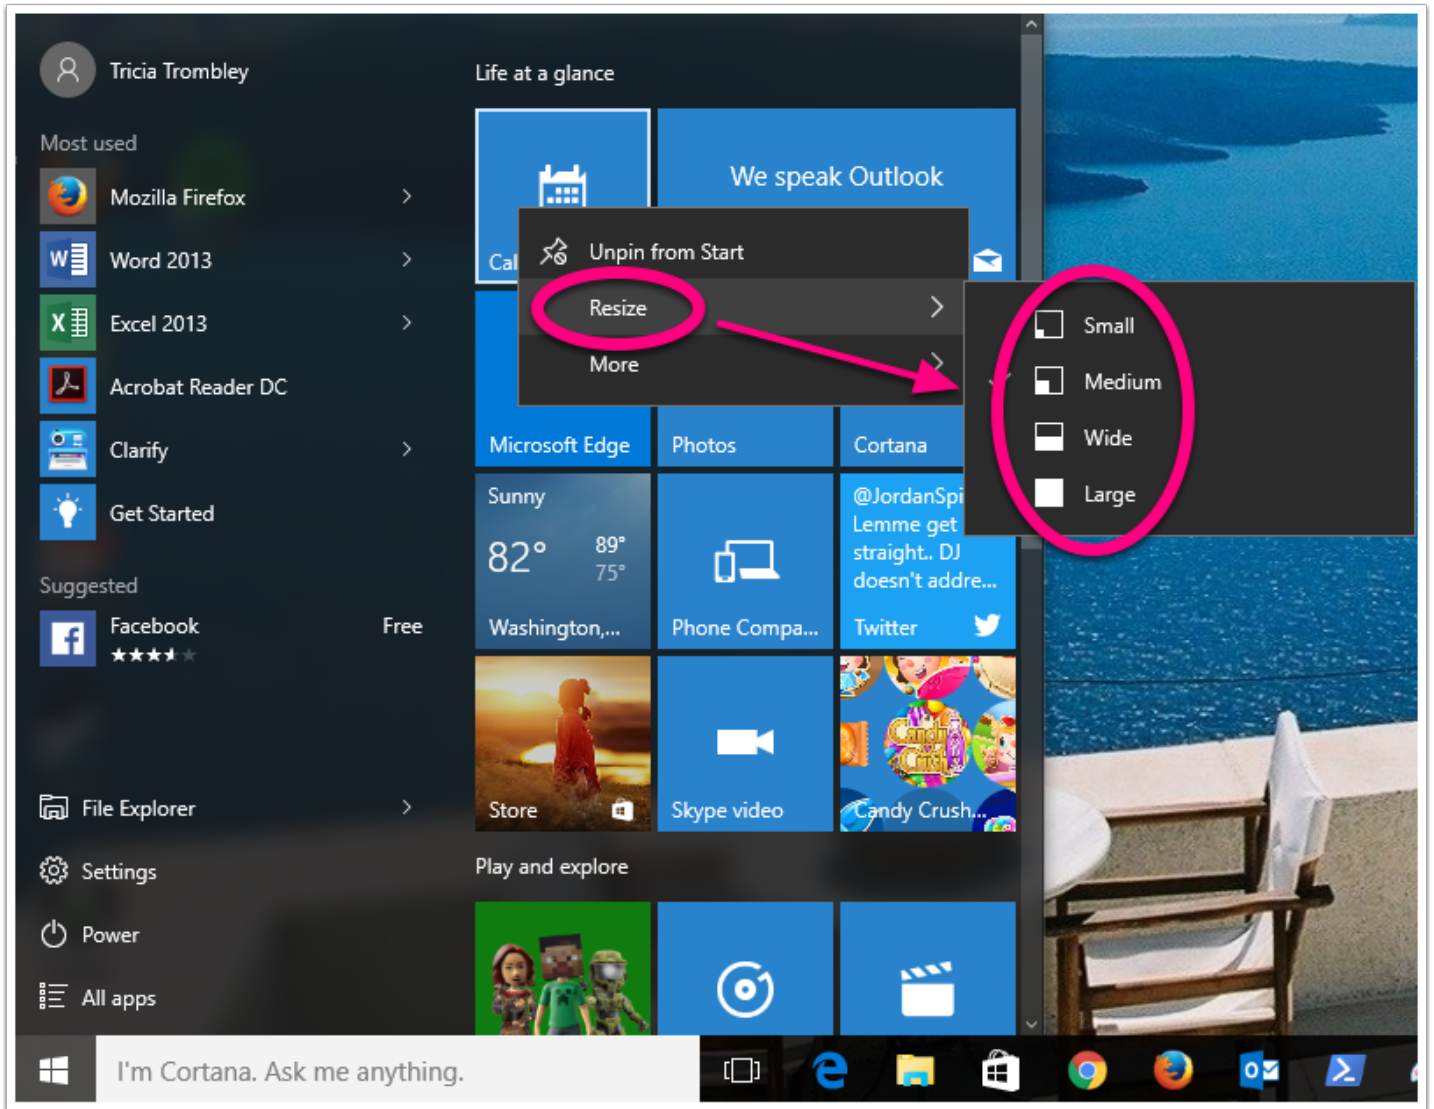 Tricia Trombley
Most used
Mozilla Firefox
Word 2013
Excel 2013
Acrobat Reader DC
Clarify
Get Started
Suggested
Facebook
Free
File Explorer
Settings
Power
All apps
Life at a glance
We speak Outlook
Cal
Unpin from Start
Resize
More
Small
Medium
Wide
Large
Microsoft Edge
Photos
Cortana
Sunny
82°
89°
75°
Washington,...
Phone Compa...
@JordanSpi
Lemme get
straight.. DJ
doesn't addre...
Twitter
Store
Skype video
Candy Crush
Candy Crush...
Play and explore
I'm Cortana. Ask me anything.